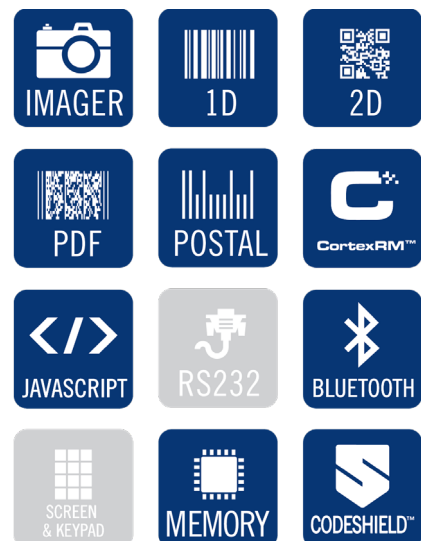 IMAGER
1D
2D
PDF
POSTAL
CortexRM™
</>
JAVASCRIPT
RS232
BLUETOOTH
SCREEN
& KEYPAD
MEMORY
CODESHIELD™